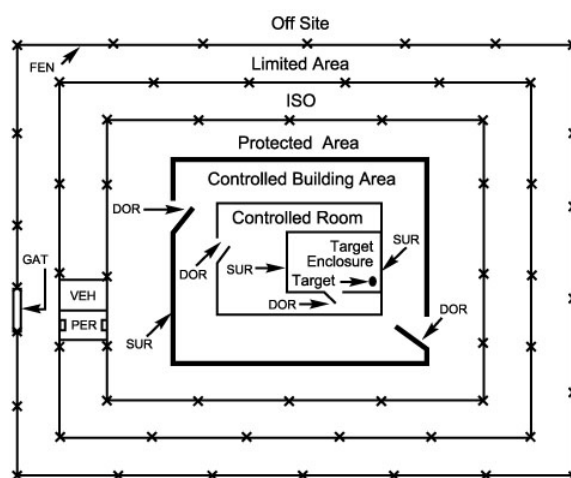 Off Site
FEN
Limited Area
ISO
Protected Area
Controlled Building Area
DOR
Controlled Room
Target
Enclosure
SUR
GAT
DOR
SUR
Target
VEH
DOR
DOR
PER
SUR